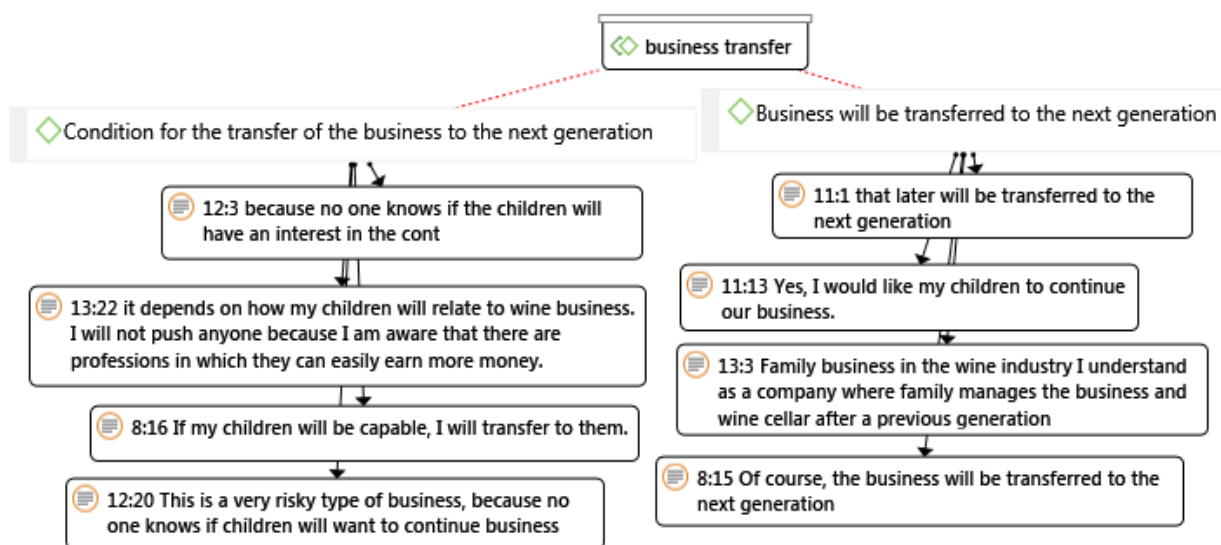 business transfer
Condition for the transfer of the business to the next generation
12:3 because no one knows if the children will
have an interest in the cont
13:22 it depends on how my children will relate to wine business.
I will not push anyone because I am aware that there are
professions in which they can easily earn more money.
8:16 If my children will be capable, I will transfer to them.
12:20 This is a very risky type of business, because no
one knows if children will want to continue business
Business will be transferred to the next generation
11:1 that later will be transferred to the
next generation
11:13 Yes, I would like my children to continue
our business.
13:3 Family business in the wine industry I understand
as a company where family manages the business and
wine cellar after a previous generation
8:15 Of course, the business will be transferred to the
next generation